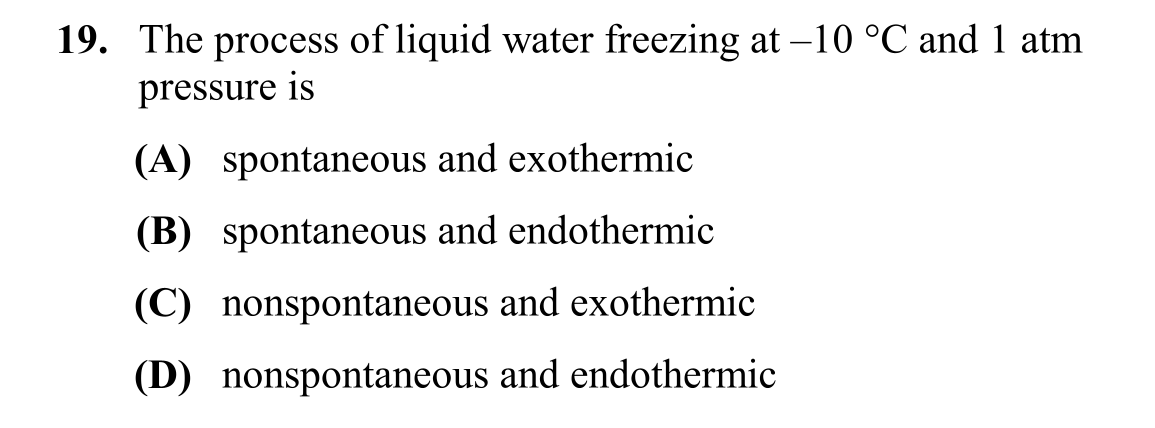 19. The process of liquid water freezing at –10 °C and 1 atm
pressure is
(A) spontaneous and exothermic
(B) spontaneous and endothermic
(C) nonspontaneous and exothermic
(D) nonspontaneous and endothermic